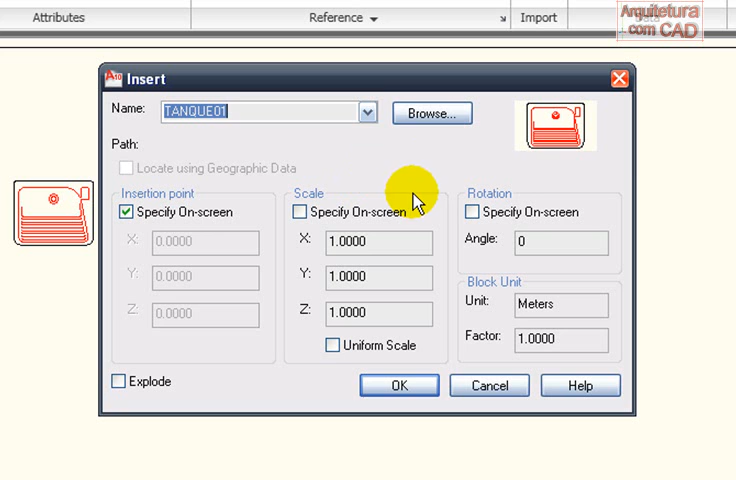 Attributes
Reference
Import
Arquitetura
com CAD
Insert
Name:
TANQUE01
Browse...
Path:
Locate using Geographic Data
Insertion point
Specify On-screen
X: 0.0000
Y: 0.0000
Z: 0.0000
Scale
Specify On-screen
X: 1.0000
Y: 1.0000
Z: 1.0000
Uniform Scale
Rotation
Specify On-screen
Angle: 0
Block Unit
Unit: Meters
Factor: 1.0000
Explode
OK
Cancel
Help